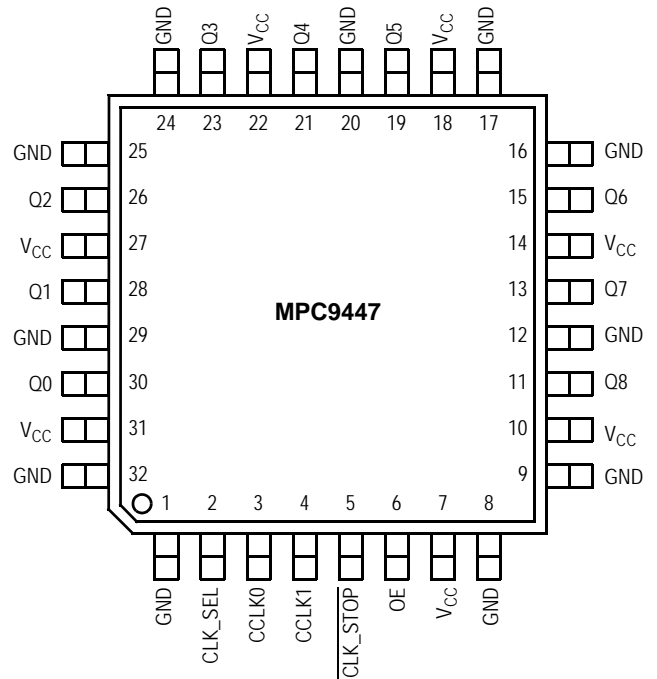 GND Q3 VCC Q4 GND Q5 VCC GND
24 23 22 21 20 19 18 17
GND 25 16 GND
Q2 26 15 Q6
VCC 27 14 VCC
Q1 28 13 Q7
MPC9447
GND 29 12 GND
Q0 30 11 Q8
VCC 31 10 VCC
GND 32 9 GND
1 2 3 4 5 6 7 8
GND CLK_SEL CCLK0 CCLK1 CLK_STOP OE VCC GND